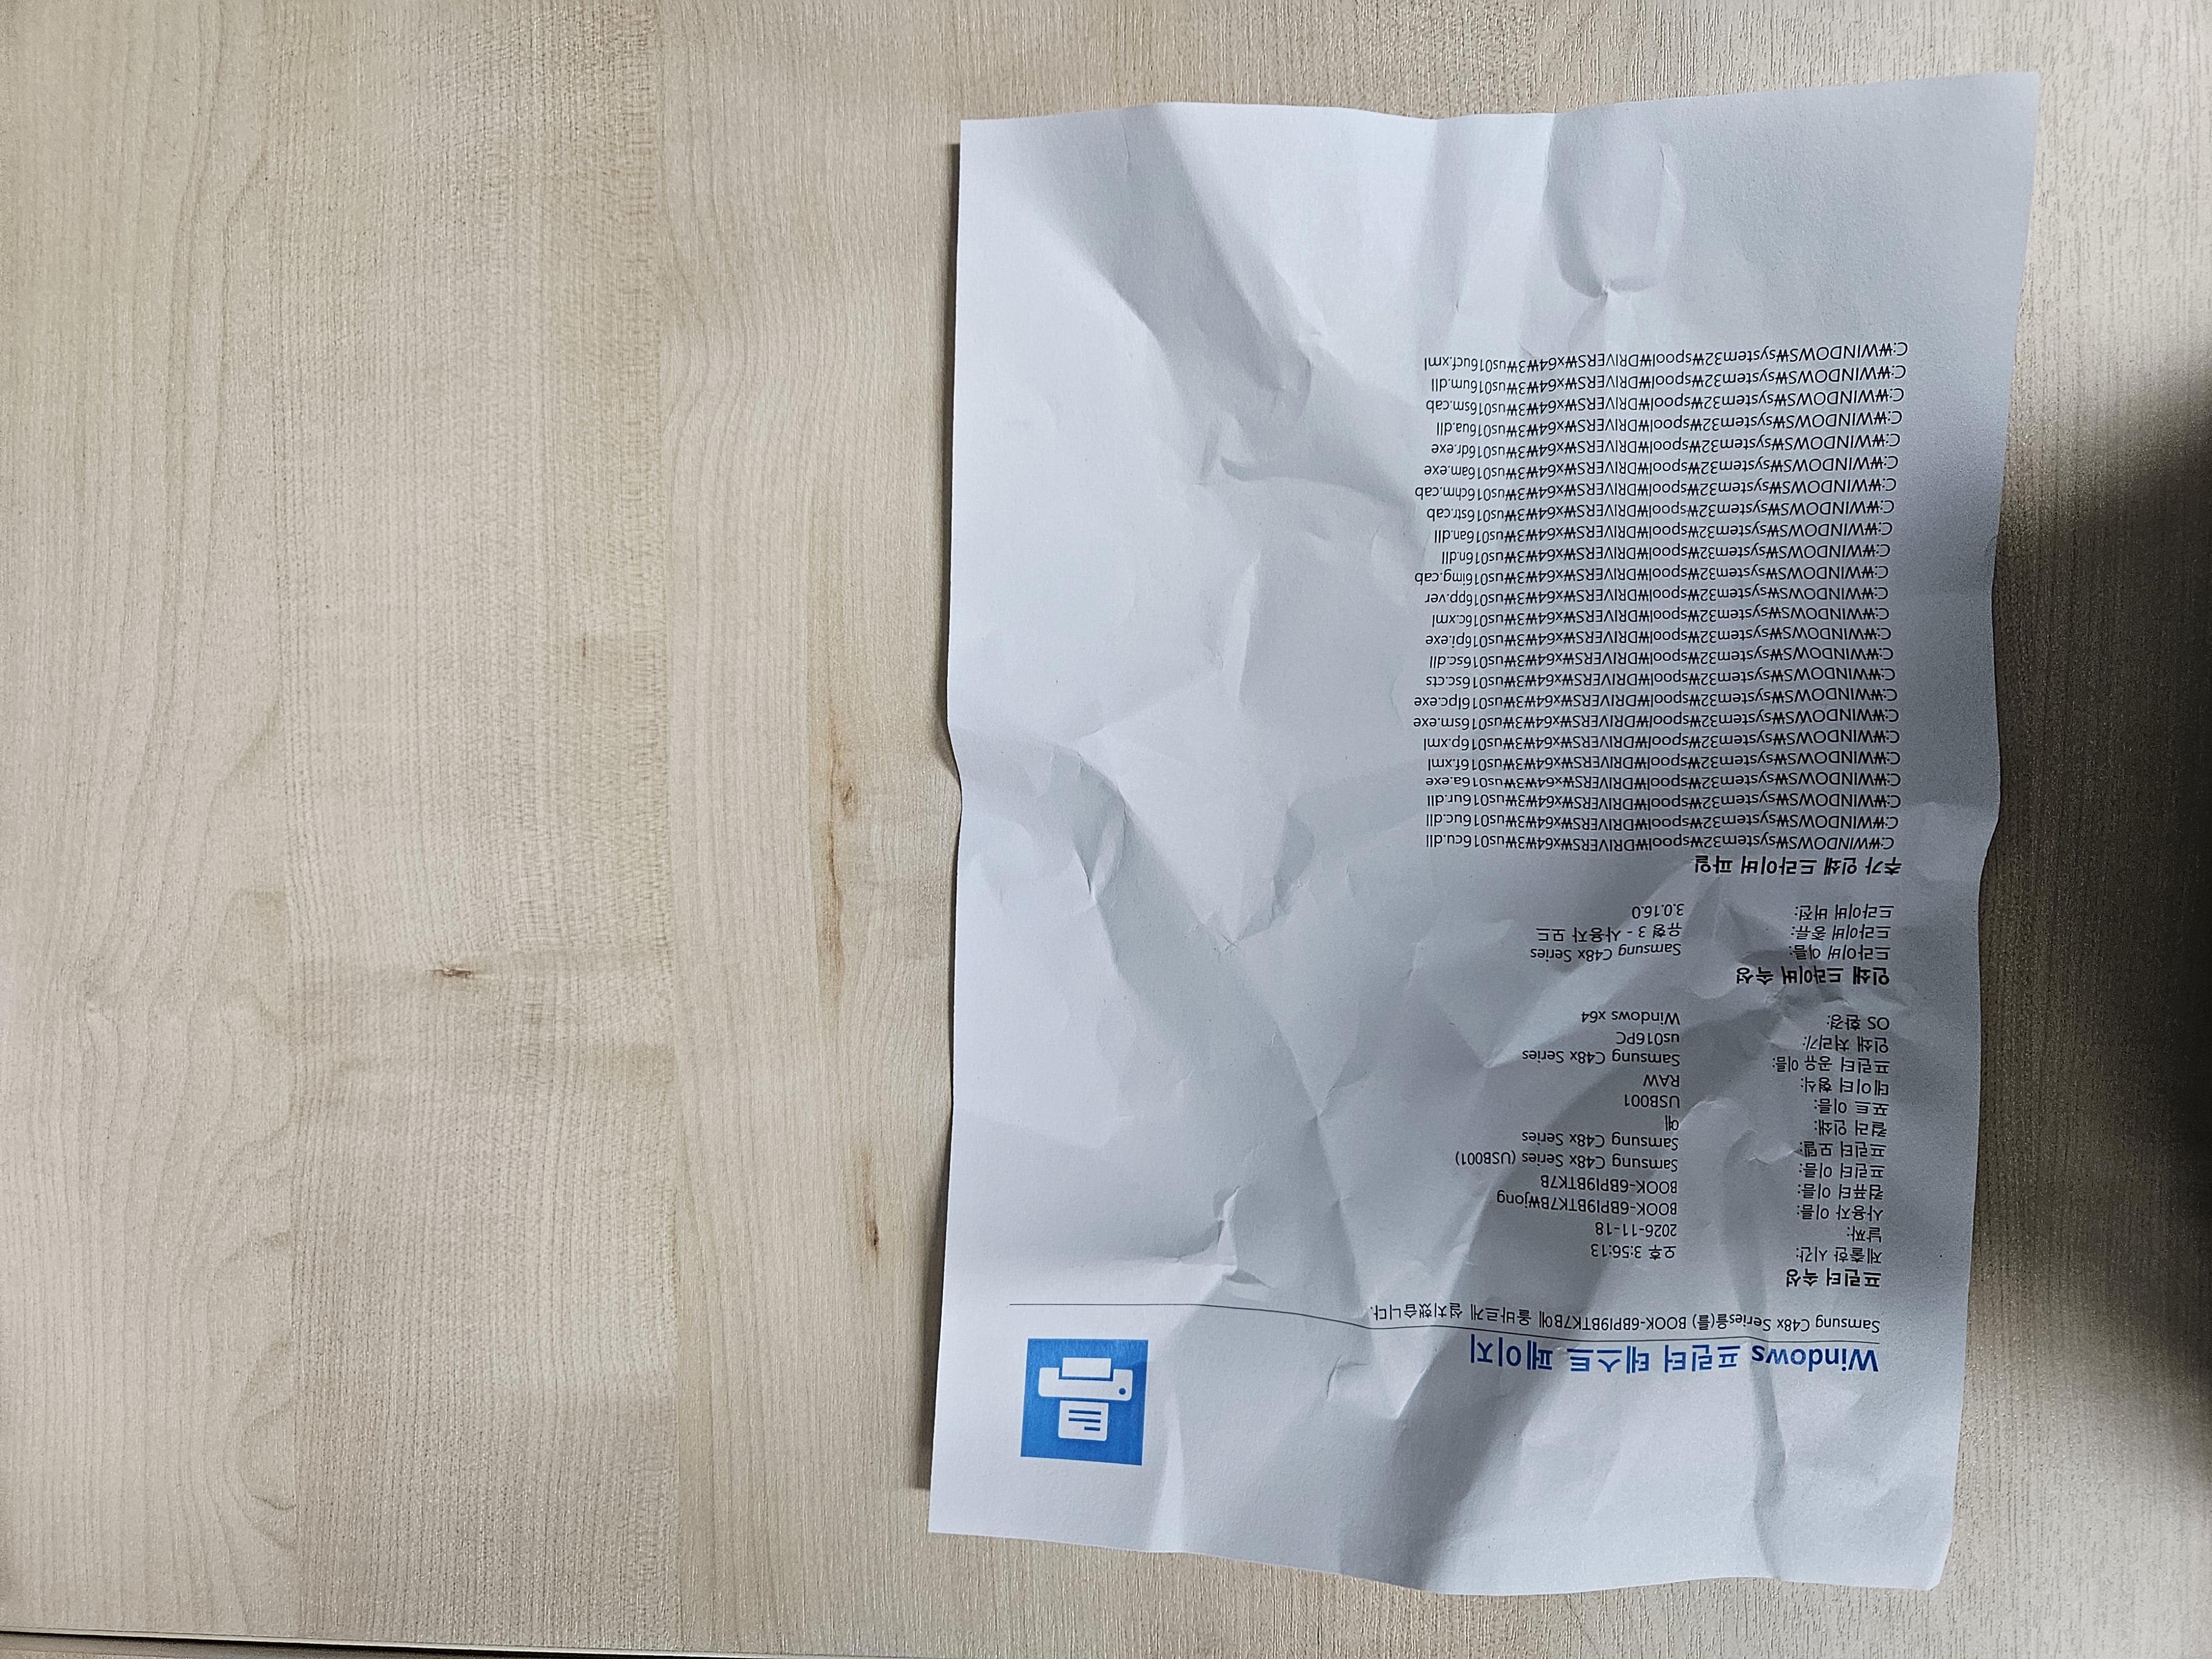 Windows 프린터 테스트 페이지
Samsung C48x Series을(를) BOOK-6BPI9BTK7B에 올바르게 설치했습니다.
프린터 속성
제출한 시간: 오후 3:56:13
날짜: 2026-11-18
사용자 이름: BOOK-6BPI9BTK7B₩jong
컴퓨터 이름: BOOK-6BPI9BTK7B
프린터 이름: Samsung C48x Series (USB001)
프린터 모델: Samsung C48x Series
컬러 인쇄: 예
포트 이름: USB001
데이터 형식: RAW
프린터 공유 이름: Samsung C48x Series
인쇄 처리기: us016PC
OS 환경: Windows x64
인쇄 드라이버 속성
드라이버 이름: Samsung C48x Series
드라이버 종류: 유형 3 - 사용자 모드
드라이버 버전: 3.0.16.0
추가 인쇄 드라이버 파일
C:₩WINDOWS₩system32₩spool₩DRIVERS₩x64₩3₩us016cu.dll
C:₩WINDOWS₩system32₩spool₩DRIVERS₩x64₩3₩us016uc.dll
C:₩WINDOWS₩system32₩spool₩DRIVERS₩x64₩3₩us016ur.dll
C:₩WINDOWS₩system32₩spool₩DRIVERS₩x64₩3₩us016a.exe
C:₩WINDOWS₩system32₩spool₩DRIVERS₩x64₩3₩us016f.xml
C:₩WINDOWS₩system32₩spool₩DRIVERS₩x64₩3₩us016p.xml
C:₩WINDOWS₩system32₩spool₩DRIVERS₩x64₩3₩us016sm.exe
C:₩WINDOWS₩system32₩spool₩DRIVERS₩x64₩3₩us016lpc.exe
C:₩WINDOWS₩system32₩spool₩DRIVERS₩x64₩3₩us016sc.cts
C:₩WINDOWS₩system32₩spool₩DRIVERS₩x64₩3₩us016sc.dll
C:₩WINDOWS₩system32₩spool₩DRIVERS₩x64₩3₩us016pi.exe
C:₩WINDOWS₩system32₩spool₩DRIVERS₩x64₩3₩us016c.xml
C:₩WINDOWS₩system32₩spool₩DRIVERS₩x64₩3₩us016pp.ver
C:₩WINDOWS₩system32₩spool₩DRIVERS₩x64₩3₩us016img.cab
C:₩WINDOWS₩system32₩spool₩DRIVERS₩x64₩3₩us016n.dll
C:₩WINDOWS₩system32₩spool₩DRIVERS₩x64₩3₩us016an.dll
C:₩WINDOWS₩system32₩spool₩DRIVERS₩x64₩3₩us016str.cab
C:₩WINDOWS₩system32₩spool₩DRIVERS₩x64₩3₩us016chm.cab
C:₩WINDOWS₩system32₩spool₩DRIVERS₩x64₩3₩us016am.exe
C:₩WINDOWS₩system32₩spool₩DRIVERS₩x64₩3₩us016dr.exe
C:₩WINDOWS₩system32₩spool₩DRIVERS₩x64₩3₩us016ua.dll
C:₩WINDOWS₩system32₩spool₩DRIVERS₩x64₩3₩us016sm.cab
C:₩WINDOWS₩system32₩spool₩DRIVERS₩x64₩3₩us016um.dll
C:₩WINDOWS₩system32₩spool₩DRIVERS₩x64₩3₩us016ucf.xml